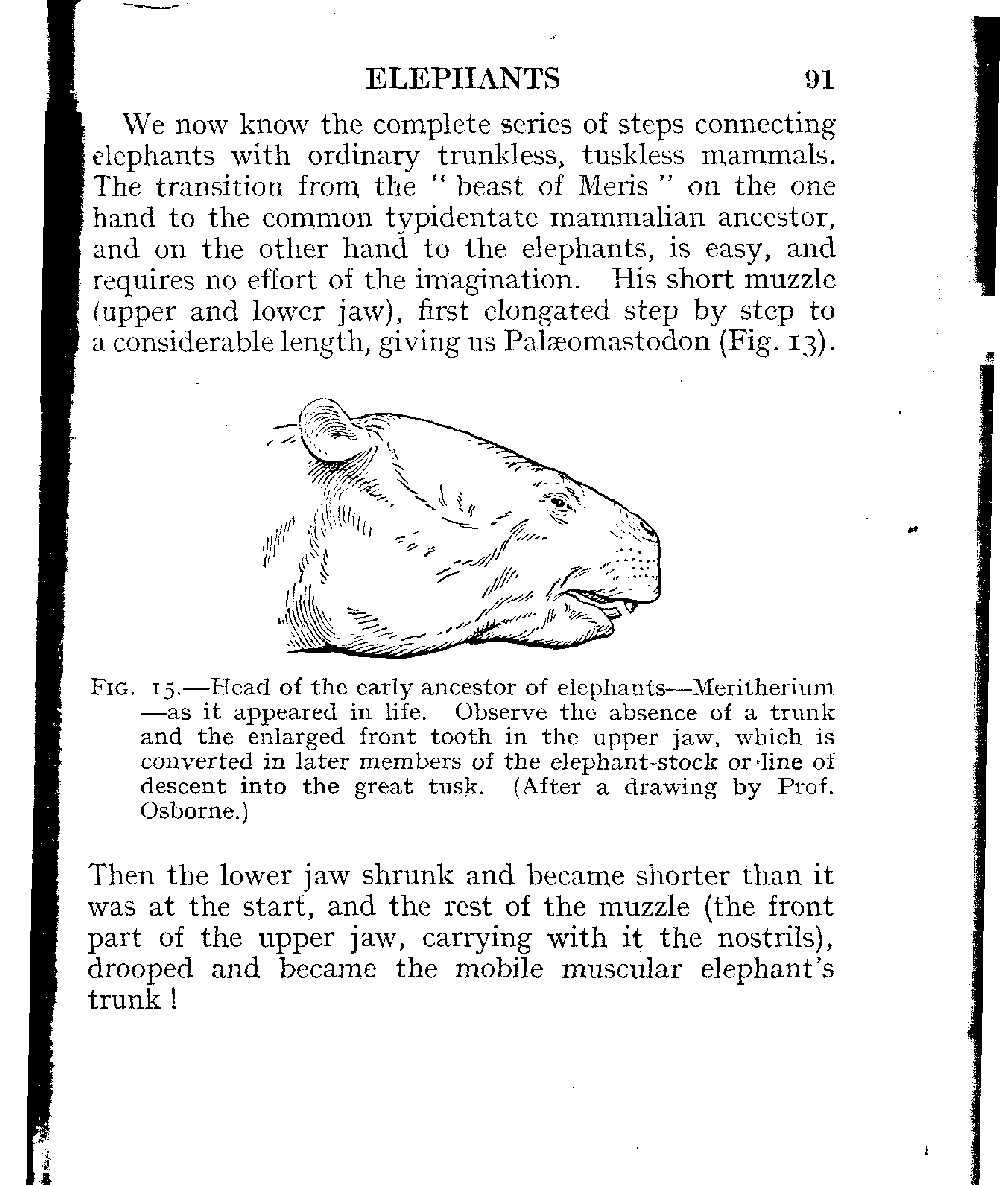 ELEPHANTS 91
We now know the complete series of steps connecting
elephants with ordinary trunkless, tuskless mammals.
The transition from the “ beast of Meris ” on the one
hand to the common typidentate mammalian ancestor,
and on the other hand to the elephants, is easy, and
requires no effort of the imagination. His short muzzle
(upper and lower jaw), first elongated step by step to
a considerable length, giving us Palæomastodon (Fig. 13).
FIG. 15.—Head of the early ancestor of elephants—Meritherium
—as it appeared in life. Observe the absence of a trunk
and the enlarged front tooth in the upper jaw, which is
converted in later members of the elephant-stock or line of
descent into the great tusk. (After a drawing by Prof.
Osborne.)
Then the lower jaw shrunk and became shorter than it
was at the start, and the rest of the muzzle (the front
part of the upper jaw, carrying with it the nostrils),
drooped and became the mobile muscular elephant's
trunk !